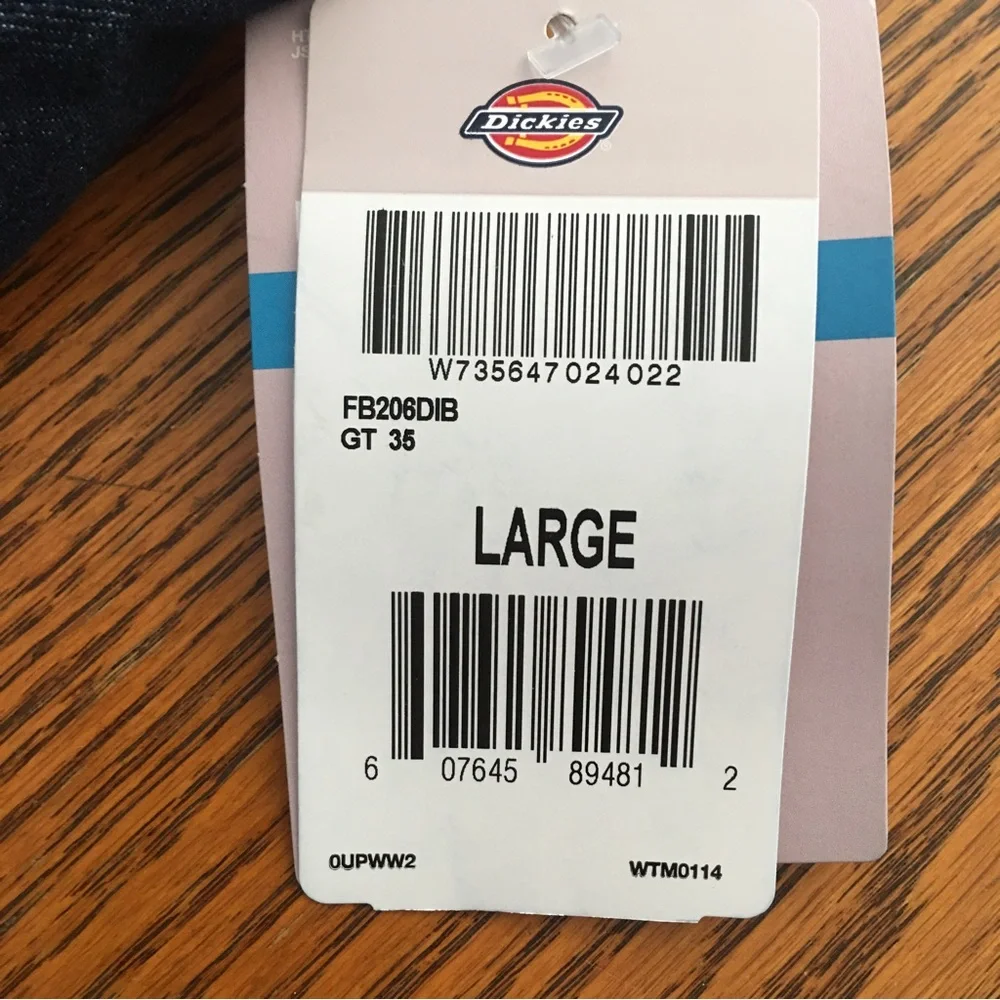 Dickies
®
W735647024022
FB206DIB
GT 35
LARGE
6 07645 89481 2
0UPWW2
WTM0114